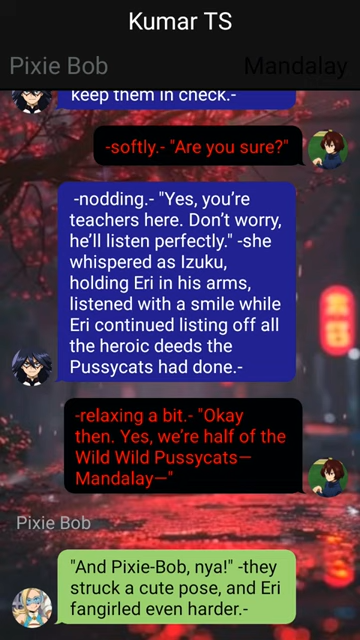 Kumar TS
Pixie Bob
Mandalay
keep them in check.-
-softly.- "Are you sure?"
-nodding.- "Yes, you’re
teachers here. Don’t worry,
he’ll listen perfectly." -she
whispered as Izuku,
holding Eri in his arms,
listened with a smile while
Eri continued listing off all
the heroic deeds the
Pussycats had done.-
-relaxing a bit.- "Okay
then. Yes, we’re half of the
Wild Wild Pussycats—
Mandalay—"
Pixie Bob
"And Pixie-Bob, nya!" -they
struck a cute pose, and Eri
fangirled even harder.-